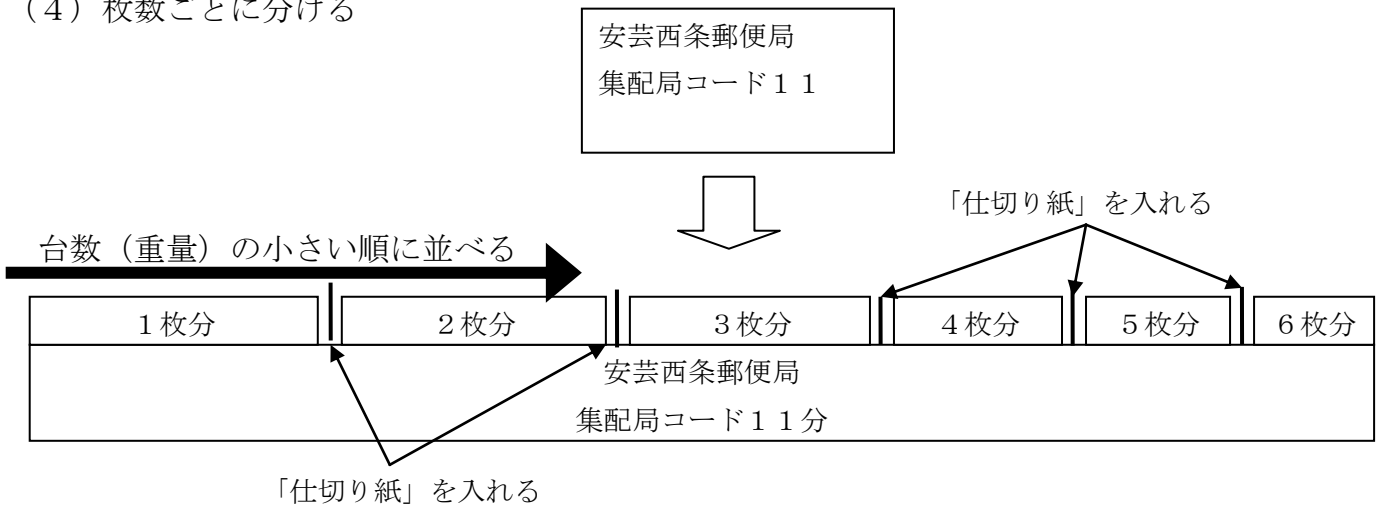 （４）枚数ごとに分ける
安芸西条郵便局
集配局コード１１
「仕切り紙」を入れる
台数（重量）の小さい順に並べる
１枚分
２枚分
３枚分
４枚分
５枚分
６枚分
安芸西条郵便局
集配局コード１１分
「仕切り紙」を入れる